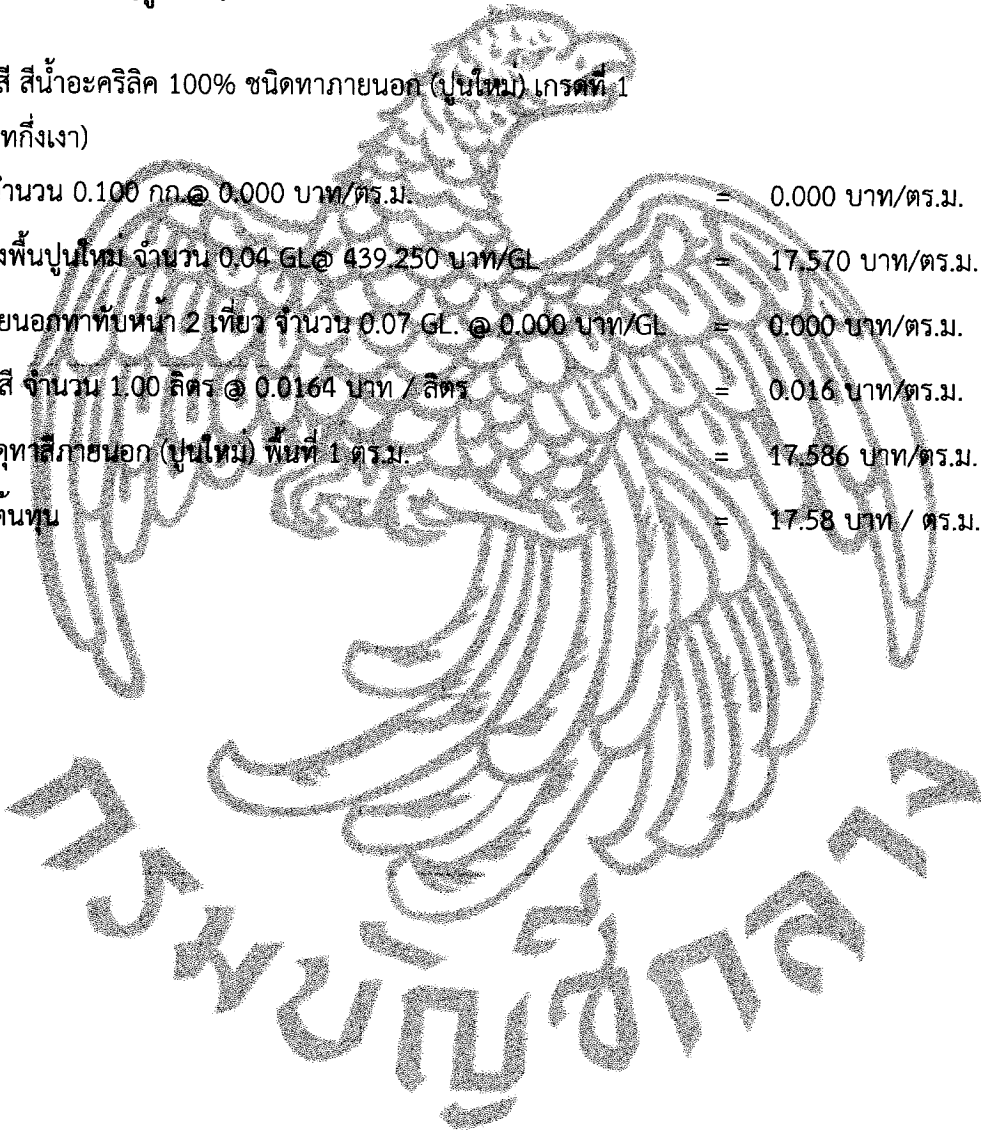 สี สีน้ำอะคริลิค 100% ชนิดทาภายนอก (ปูนใหม่) เกรดที่ 1
ทกึ่งเงา)
จำนวน 0.100 กก.@ 0.000 บาท/ตร.ม. = 0.000 บาท/ตร.ม.
งพื้นปูนใหม่ จำนวน 0.04 GL@ 439.250 บาท/GL = 17.570 บาท/ตร.ม.
ยนอกทาทับหน้า 2 เที่ยว จำนวน 0.07 GL. @ 0.000 บาท/GL = 0.000 บาท/ตร.ม.
สี จำนวน 1.00 ลิตร @ 0.0164 บาท / ลิตร = 0.016 บาท/ตร.ม.
ดุทาสีภายนอก (ปูนใหม่) พื้นที่ 1 ตร.ม. = 17.586 บาท/ตร.ม.
ต้นทุน = 17.58 บาท / ตร.ม.
กรมบัญชีกลาง